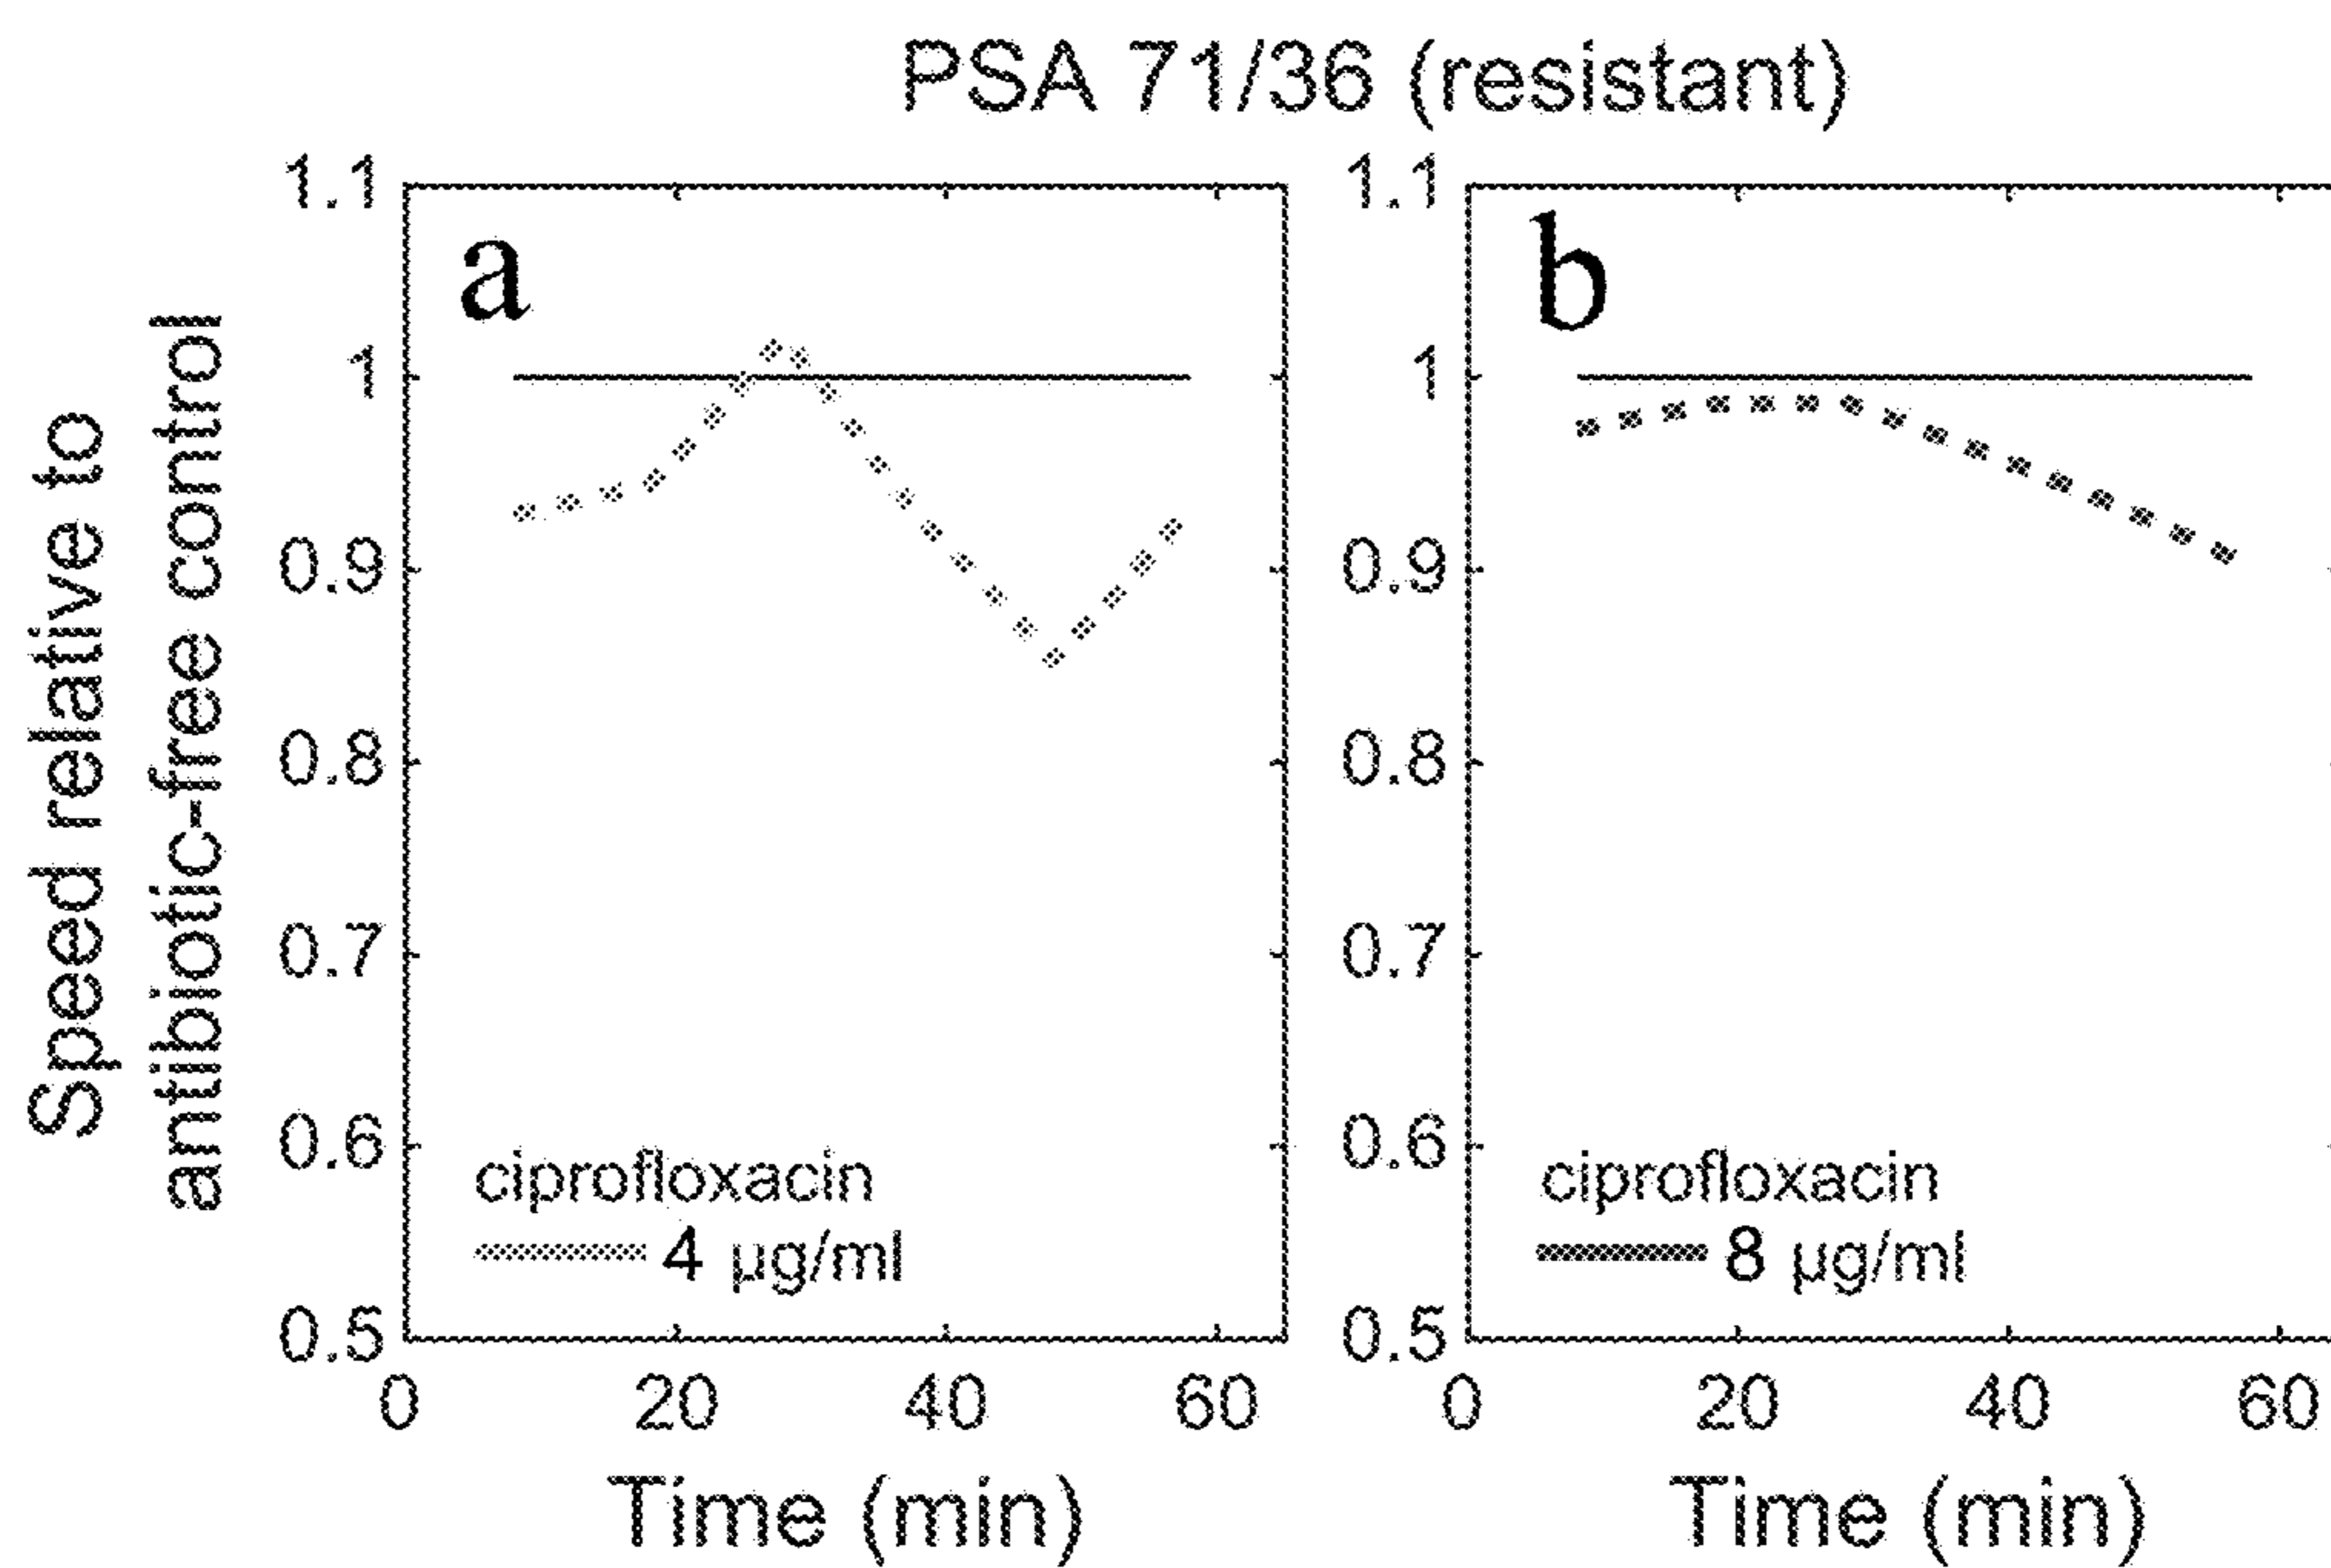 PSA 71/36 (resistant)
Speed relative to
antibiotic-free control
a
1.1
1
0.9
0.8
0.7
0.6
0.5
0
20
40
60
ciprofloxacin
4 µg/ml
Time (min)
b
1.1
1
0.9
0.8
0.7
0.6
0.5
0
20
40
60
ciprofloxacin
8 µg/ml
Time (min)